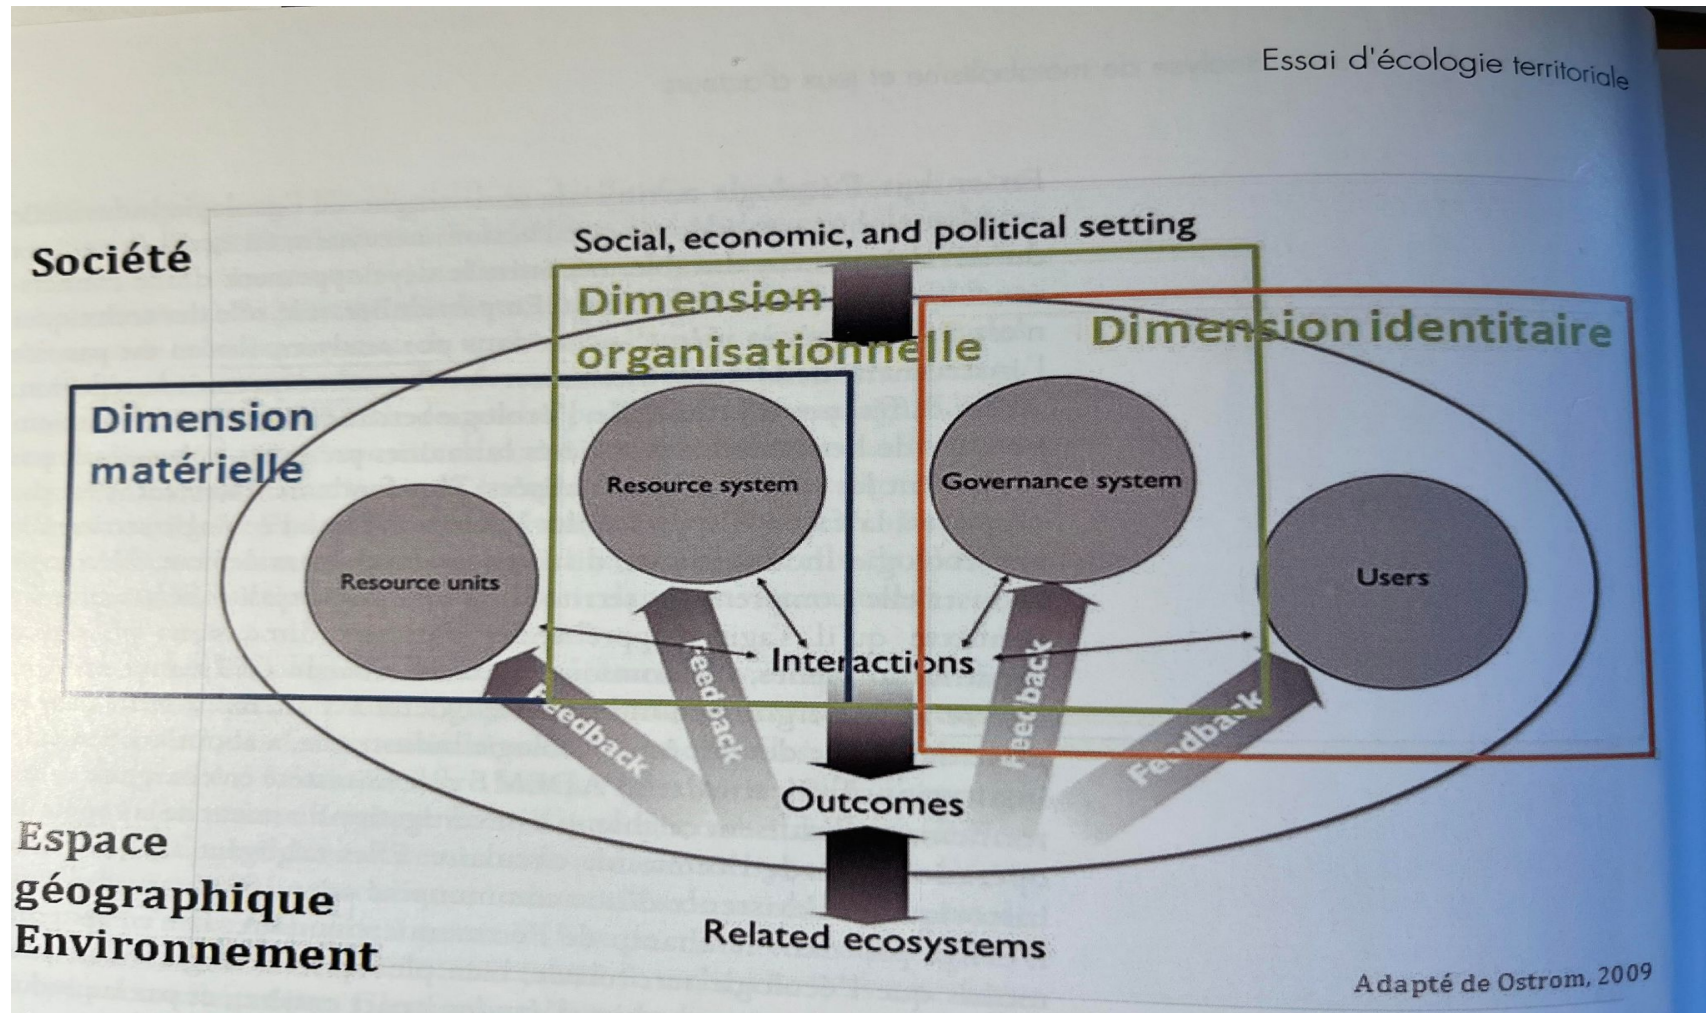 Essai d'écologie territoriale
Société
Social, economic, and political setting
Dimension
organisationnelle
Dimension identitaire
Dimension
matérielle
Resource system
Governance system
Resource units
Users
Interactions
Feedback
Feedback
Feedback
Feedback
Outcomes
Espace
géographique
Environnement
Related ecosystems
Adapté de Ostrom, 2009